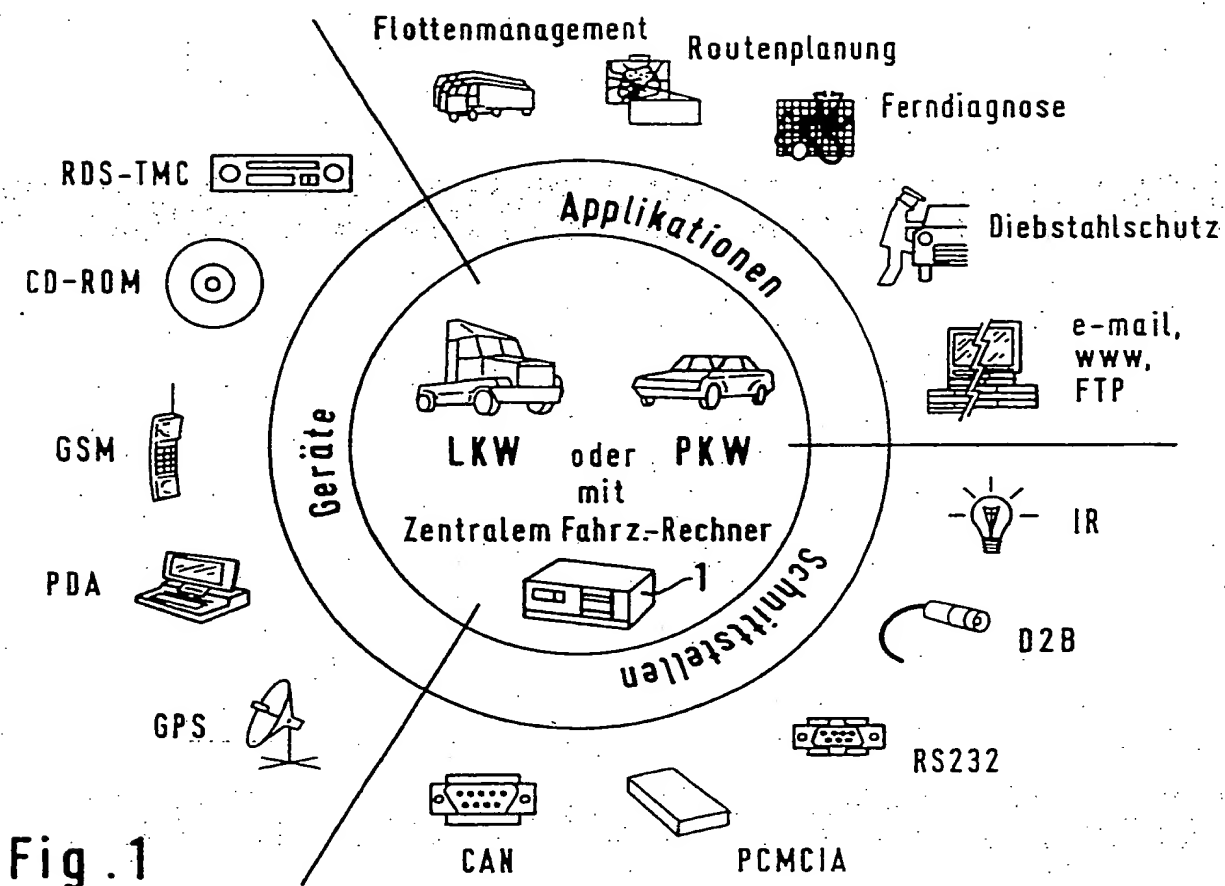 Flottenmanagement
Routenplanung
Ferndiagnose
Diebstahlschutz
e-mail,
www,
FTP
RDS-TMC
CD-ROM
GSM
PDA
GPS
Applikationen
Geräte
Schnittstellen
LKW oder PKW
mit
Zentralem Fahrz.-Rechner
1
IR
D2B
RS232
PCMCIA
CAN
Fig.1